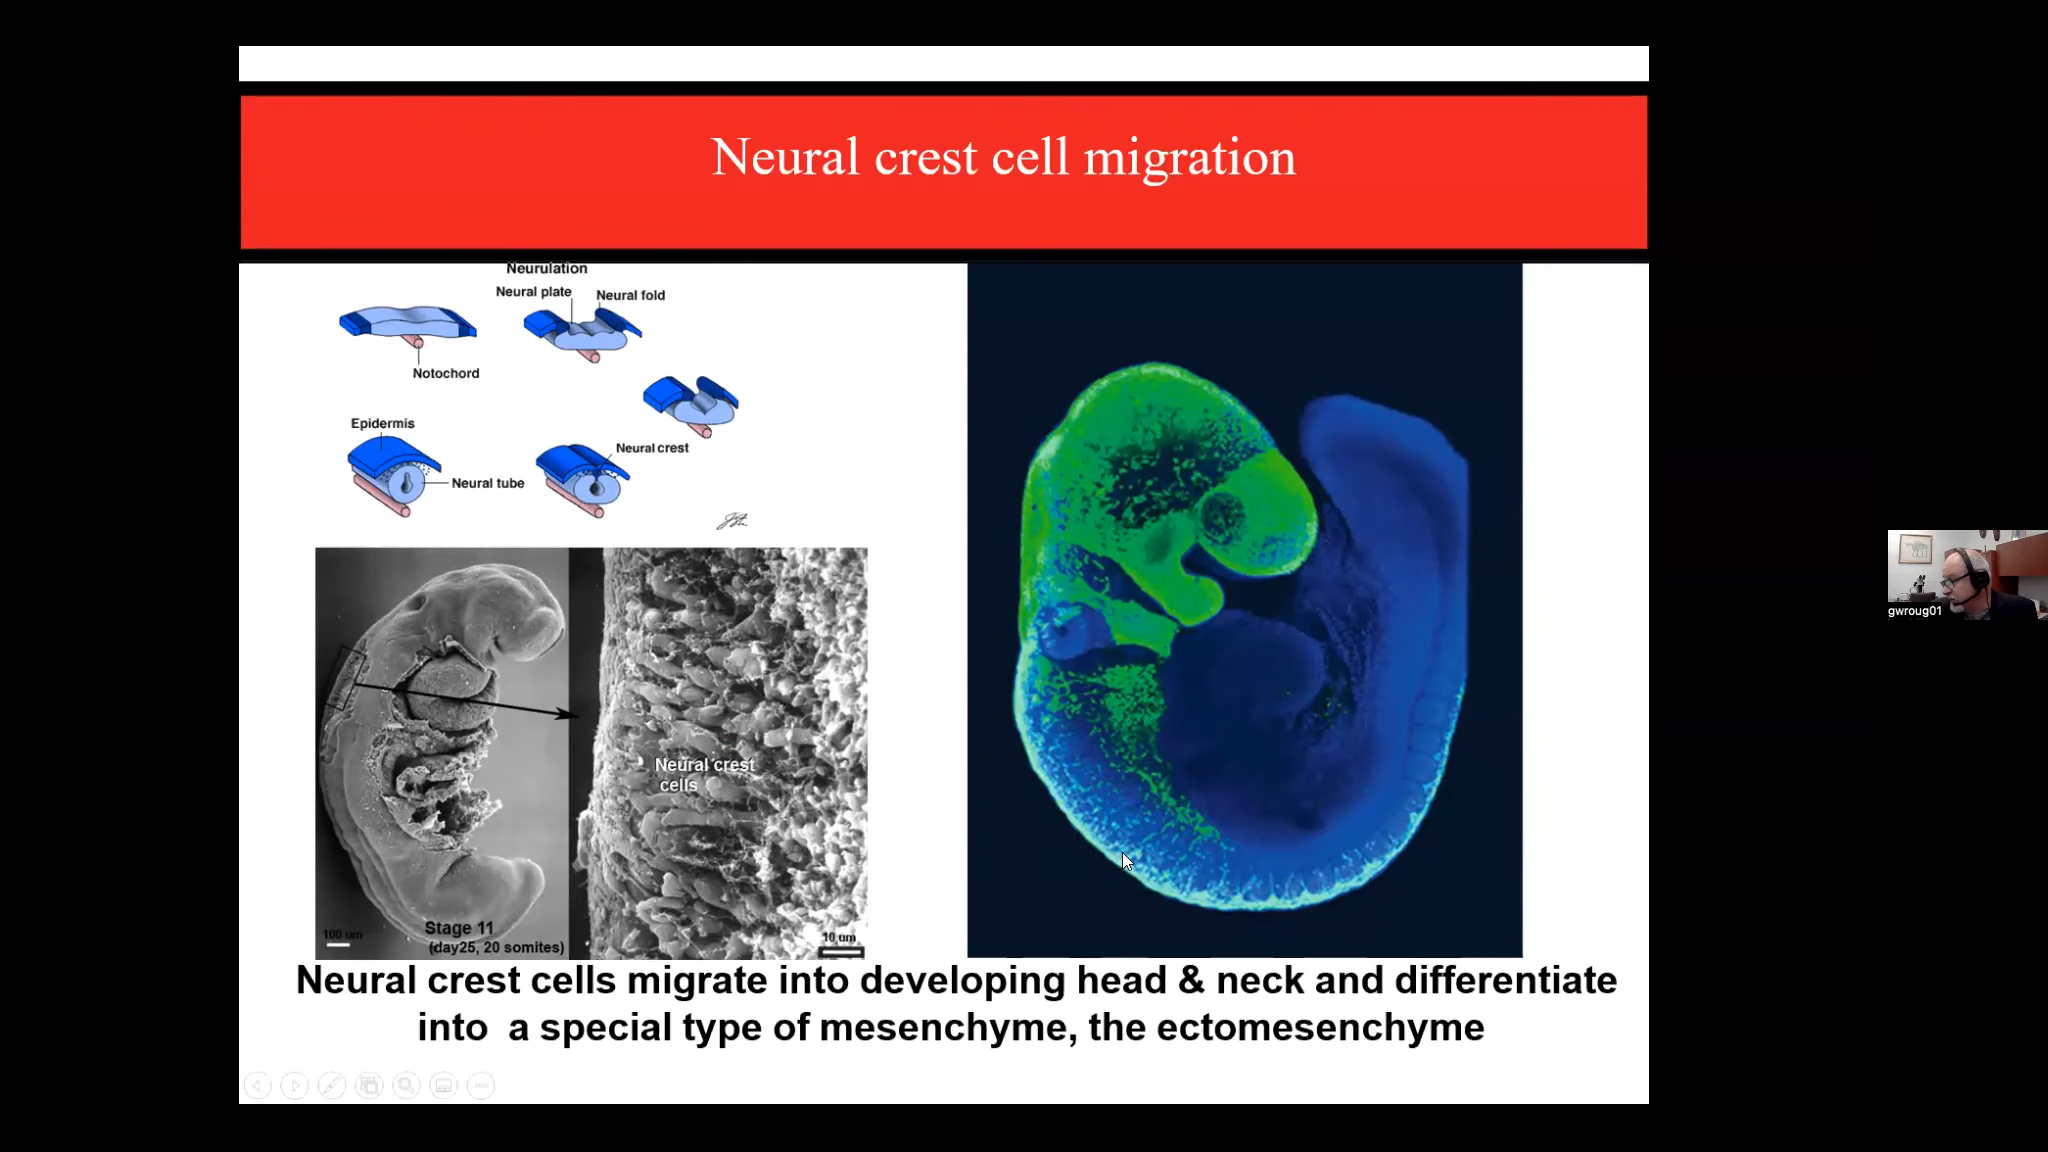 Neural crest cell migration
Neurulation
Neural plate
Neural fold
Notochord
Epidermis
Neural crest
Neural tube
Neural crest
cells
100 um
Stage 11
(day25, 20 somites)
10 um
Neural crest cells migrate into developing head & neck and differentiate
into a special type of mesenchyme, the ectomesenchyme
gwroug01